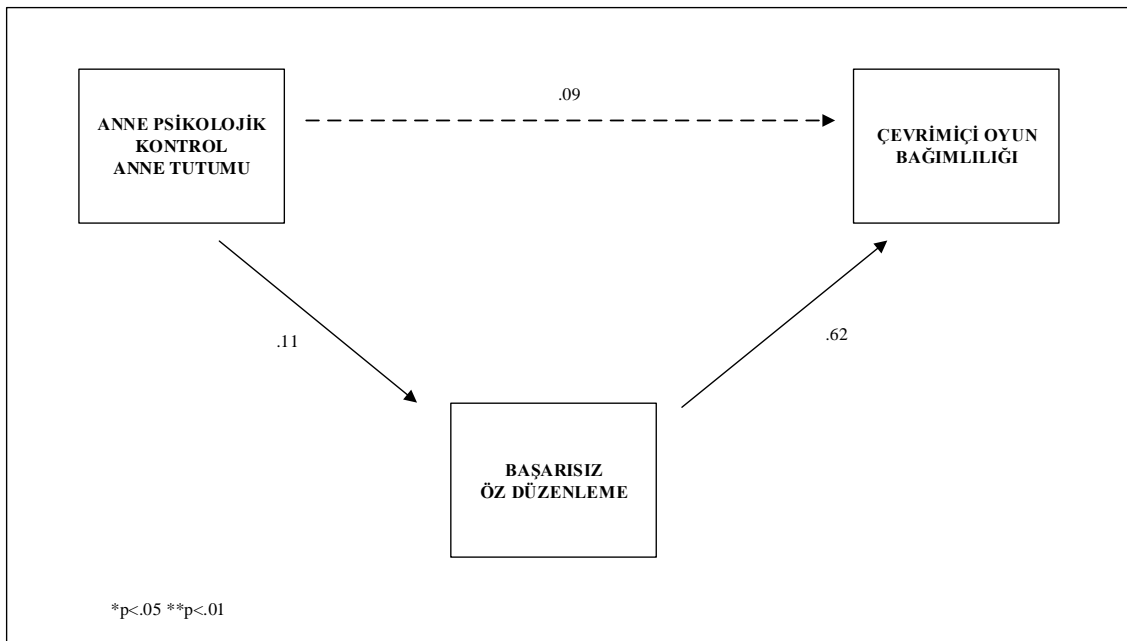 .09
ANNE PSİKOLOJİK
KONTROL
ANNE TUTUMU
ÇEVRİMİÇİ OYUN
BAĞIMLILIĞI
.11
.62
BAŞARISIZ
ÖZ DÜZENLEME
*p<.05 **p<.01